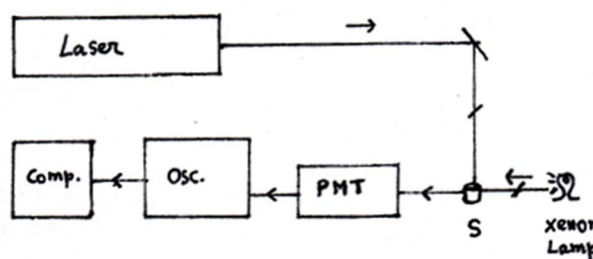 Laser
Comp.
Osc.
PMT
S
Xenon
Lamp